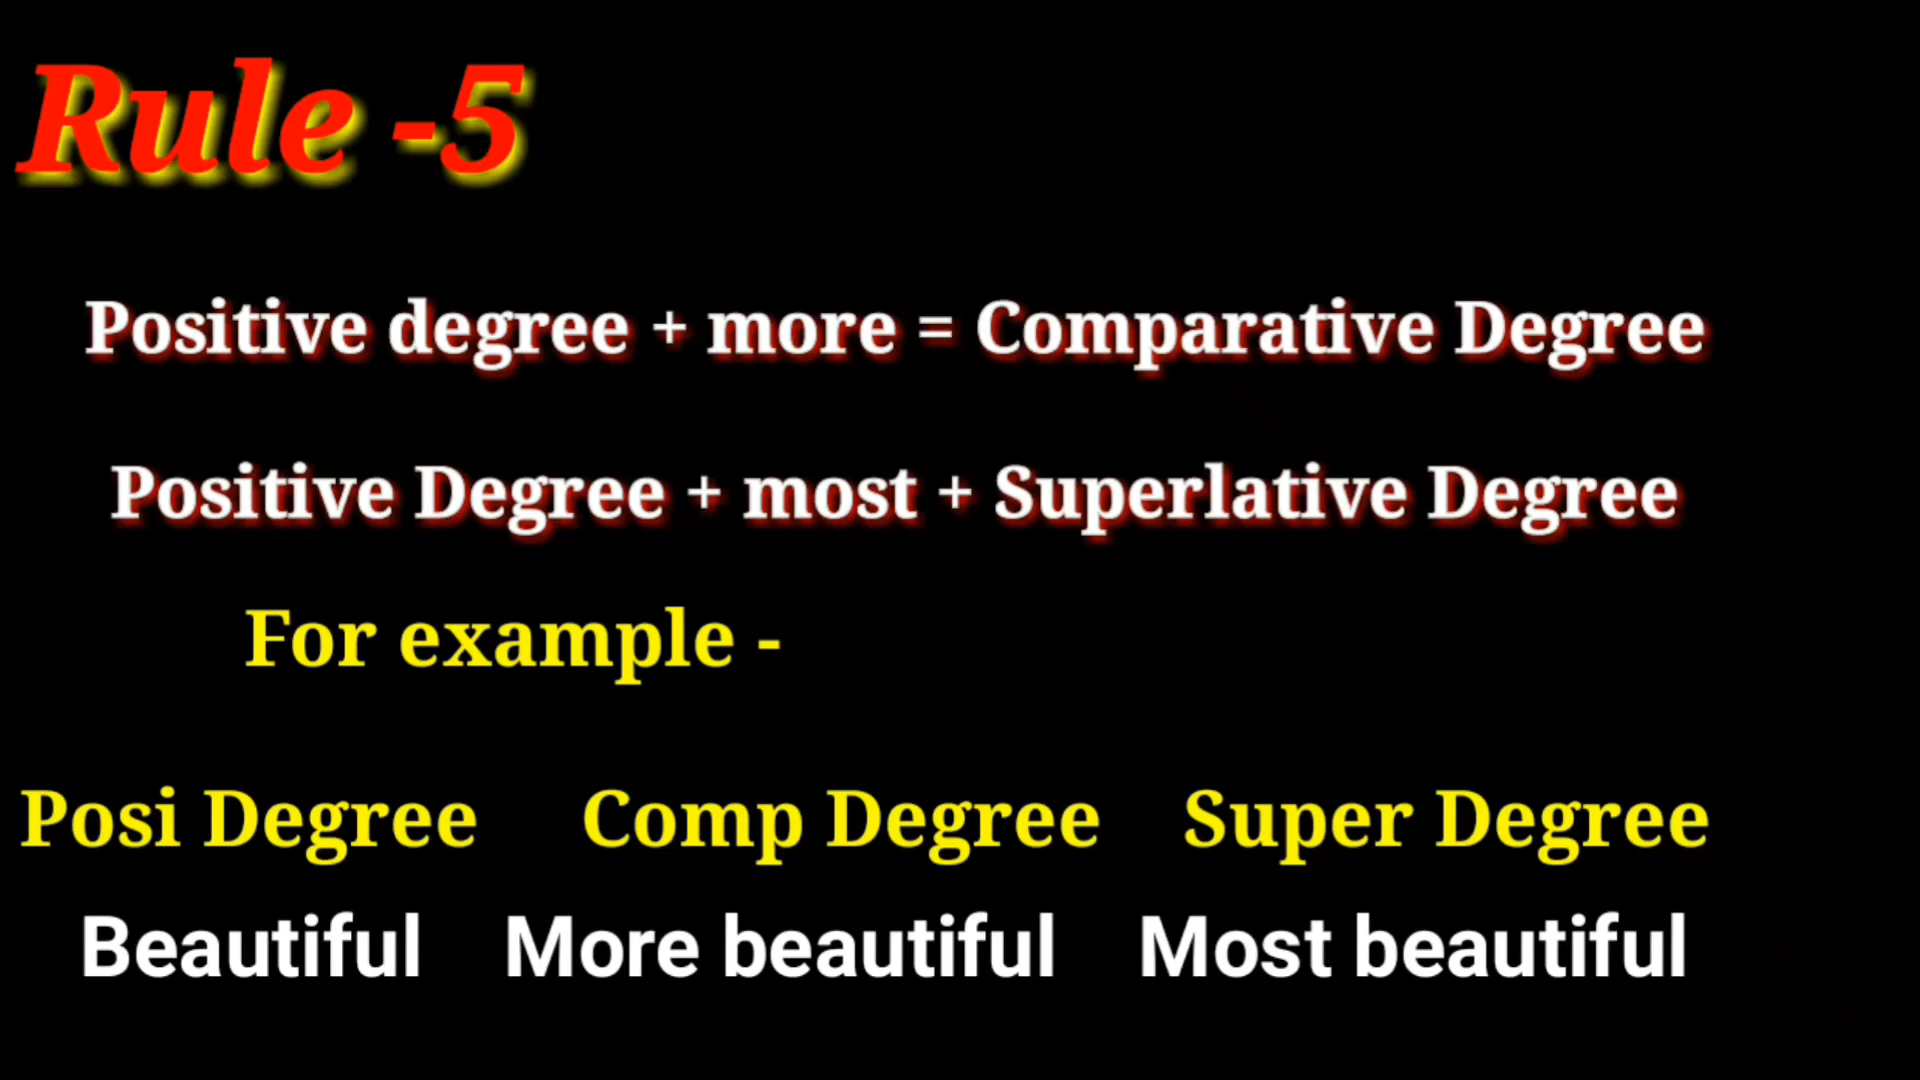 Rule -5
Positive degree + more = Comparative Degree
Positive Degree + most + Superlative Degree
For example -
Posi Degree Comp Degree Super Degree
Beautiful More beautiful Most beautiful